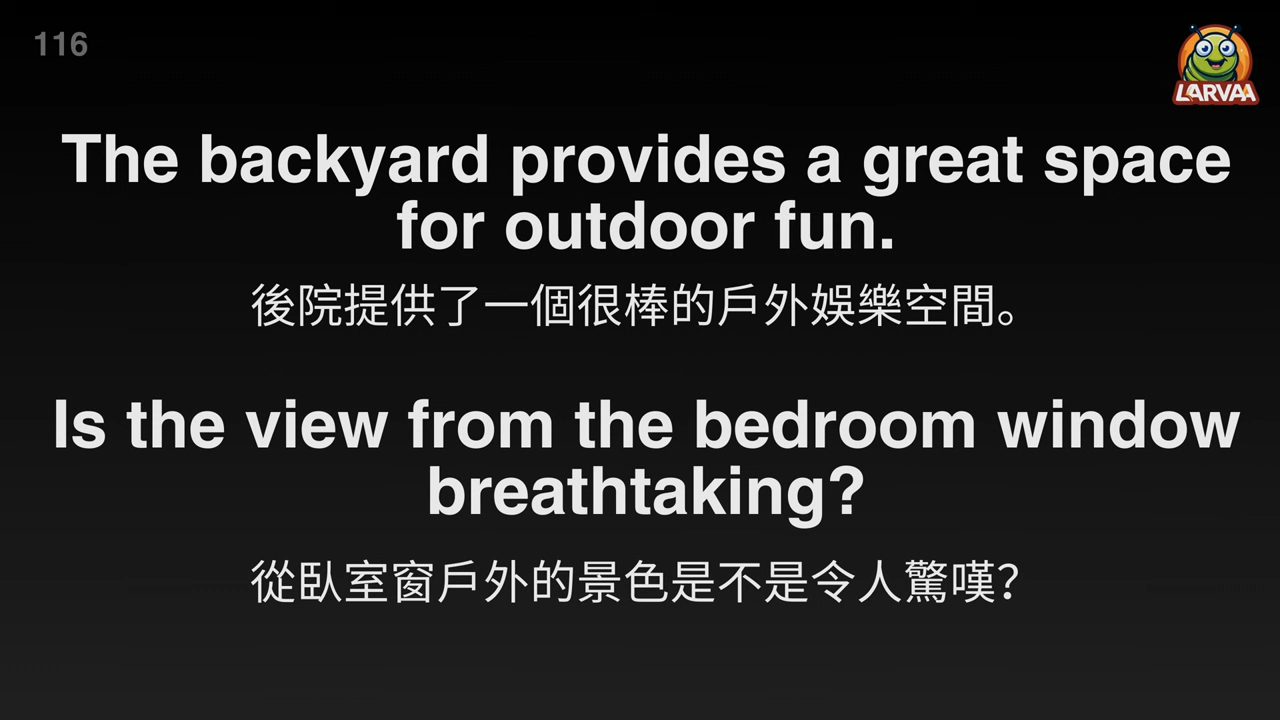 116
LARVAA
The backyard provides a great space
for outdoor fun.
後院提供了一個很棒的戶外娛樂空間。
Is the view from the bedroom window
breathtaking?
從臥室窗戶外的景色是不是令人驚嘆?